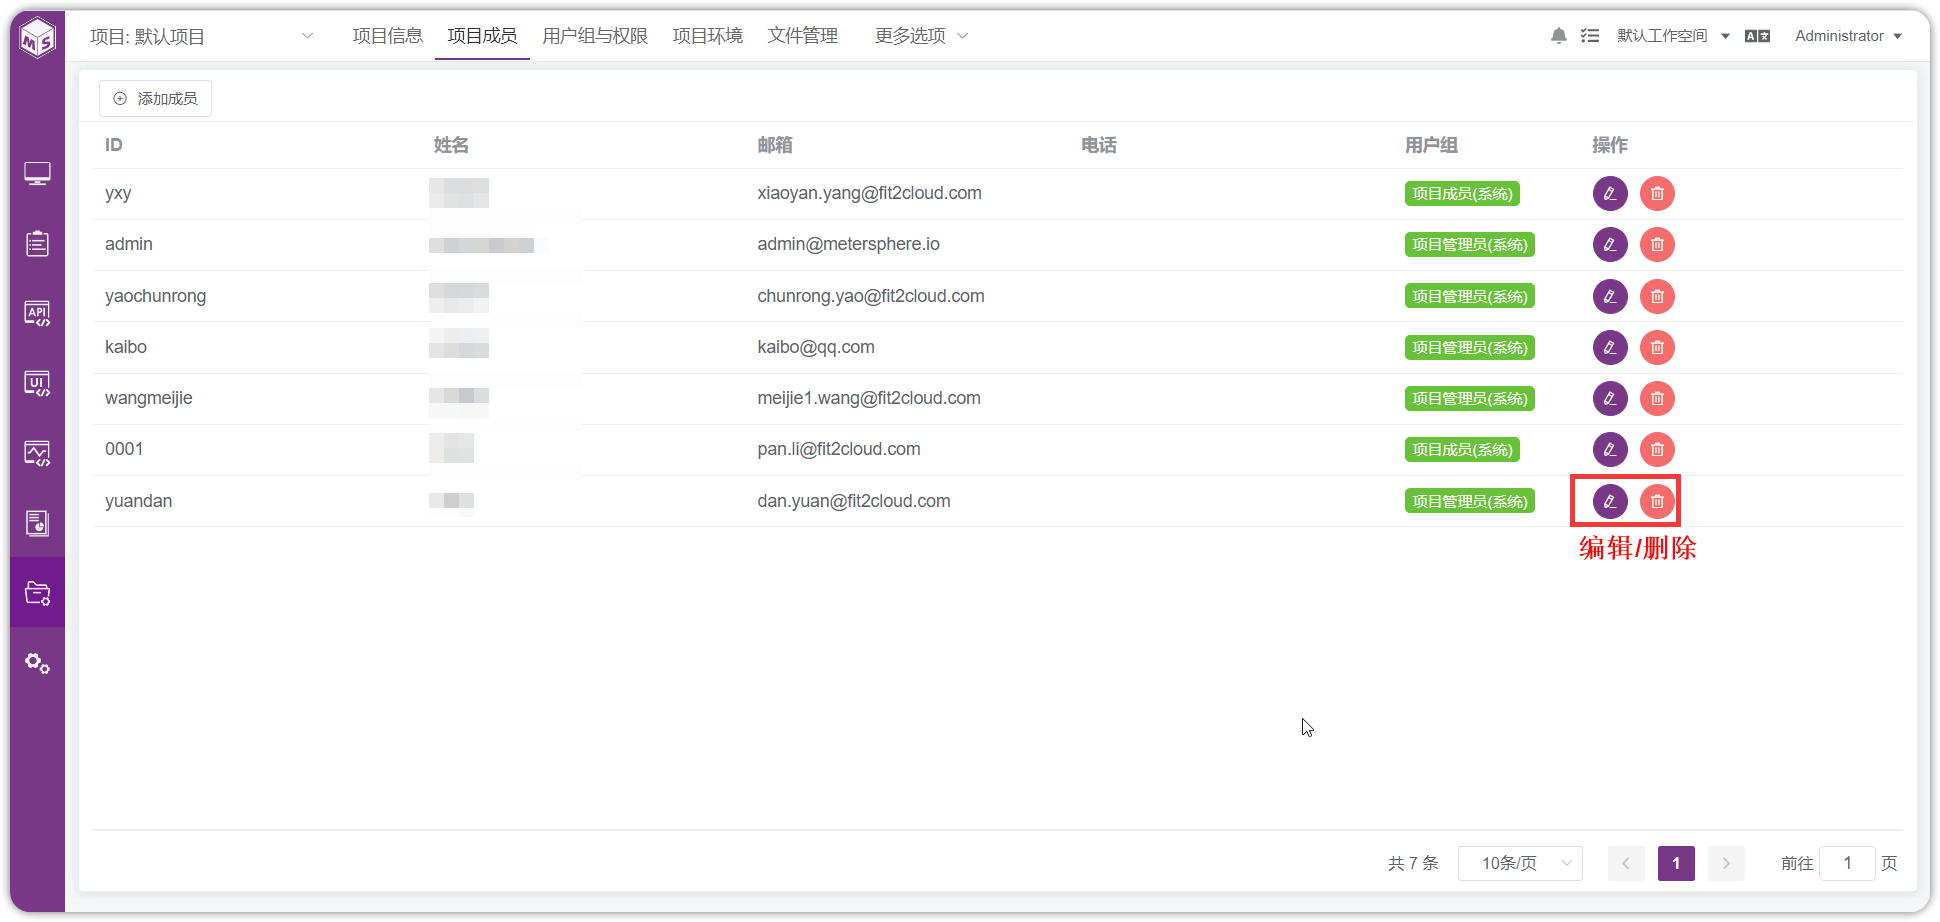 MS
项目: 默认项目 项目信息 项目成员 用户组与权限 项目环境 文件管理 更多选项 默认工作空间 A文 Administrator
添加成员
ID 姓名 邮箱 电话 用户组 操作
yxy xiaoyan.yang@fit2cloud.com 项目成员(系统)
admin admin@metersphere.io 项目管理员(系统)
yaochunrong chunrong.yao@fit2cloud.com 项目管理员(系统)
kaibo kaibo@qq.com 项目管理员(系统)
wangmeijie meijie1.wang@fit2cloud.com 项目管理员(系统)
0001 pan.li@fit2cloud.com 项目成员(系统)
yuandan dan.yuan@fit2cloud.com 项目管理员(系统)
编辑/删除
API
UI
共 7 条 10条/页 1 前往 1 页